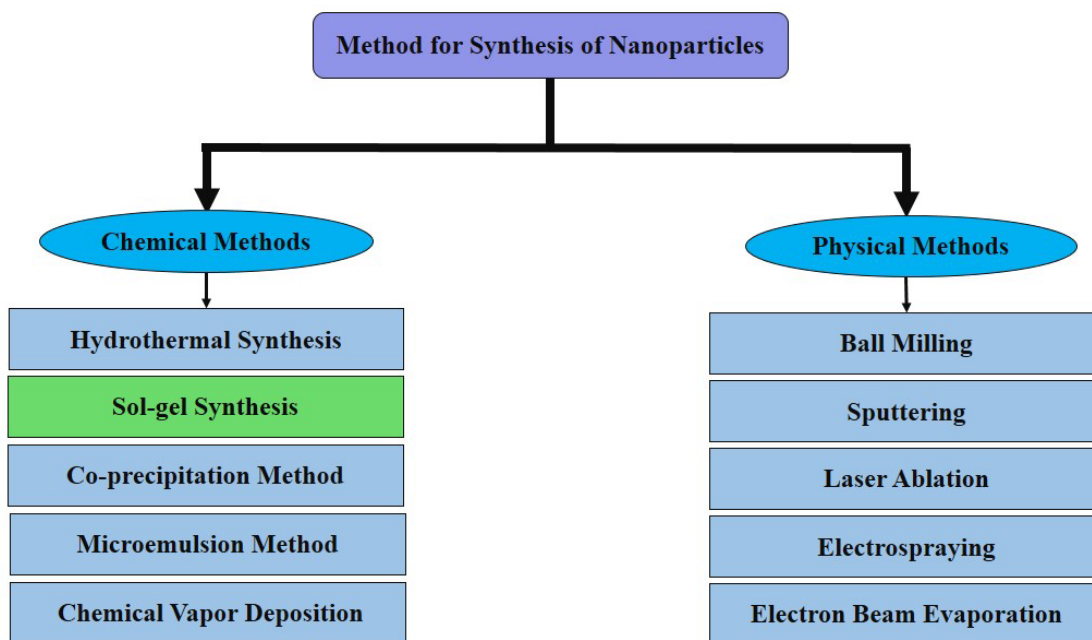 Method for Synthesis of Nanoparticles
Chemical Methods
Hydrothermal Synthesis
Sol-gel Synthesis
Co-precipitation Method
Microemulsion Method
Chemical Vapor Deposition
Physical Methods
Ball Milling
Sputtering
Laser Ablation
Electrospraying
Electron Beam Evaporation